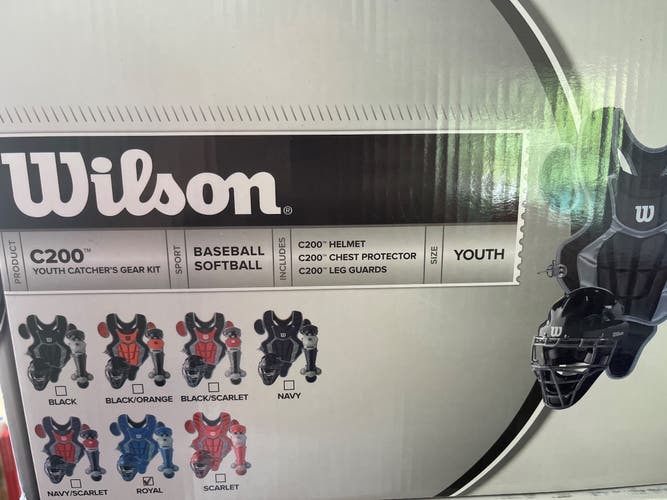 Wilson®
PRODUCT
C200™
YOUTH CATCHER'S GEAR KIT
SPORT
BASEBALL
SOFTBALL
INCLUDES
C200™ HELMET
C200™ CHEST PROTECTOR
C200™ LEG GUARDS
SIZE
YOUTH
W
W
BLACK
BLACK/ORANGE
BLACK/SCARLET
NAVY
NAVY/SCARLET
ROYAL
SCARLET